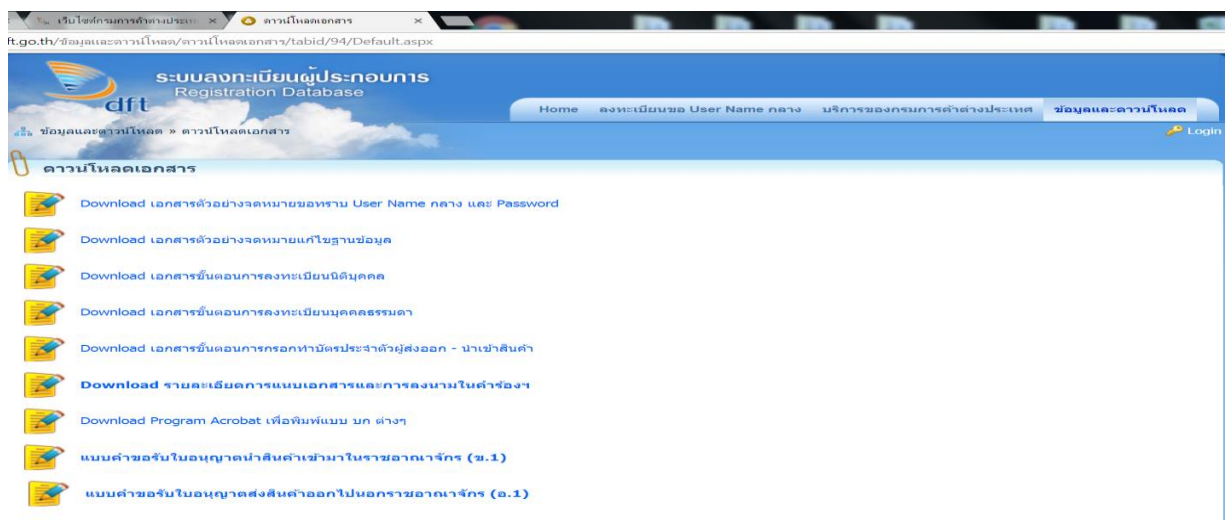 เว็บไซต์กรมการค้าต่างประเท
ดาวน์โหลดเอกสาร
ft.go.th/ข้อมูลและดาวน์โหลด/ดาวน์โหลดเอกสาร/tabid/94/Default.aspx
ระบบลงทะเบียนผู้ประกอบการ
Registration Database
dft
Home ลงทะเบียนขอ User Name กลาง บริการของกรมการค้าต่างประเทศ ข้อมูลและดาวน์โหลด
ข้อมูลและดาวน์โหลด » ดาวน์โหลดเอกสาร
Login
ดาวน์โหลดเอกสาร
Download เอกสารตัวอย่างจดหมายขอทราบ User Name กลาง และ Password
Download เอกสารตัวอย่างจดหมายแก้ไขฐานข้อมูล
Download เอกสารขั้นตอนการลงทะเบียนนิติบุคคล
Download เอกสารขั้นตอนการลงทะเบียนบุคคลธรรมดา
Download เอกสารขั้นตอนการกรอกทำบัตรประจำตัวผู้ส่งออก - นำเข้าสินค้า
Download รายละเอียดการแนบเอกสารและการลงนามในคำร้องฯ
Download Program Acrobat เพื่อพิมพ์แบบ บก ต่างๆ
แบบคำขอรับใบอนุญาตนำสินค้าเข้ามาในราชอาณาจักร (ข.1)
แบบคำขอรับใบอนุญาตส่งสินค้าออกไปนอกราชอาณาจักร (อ.1)